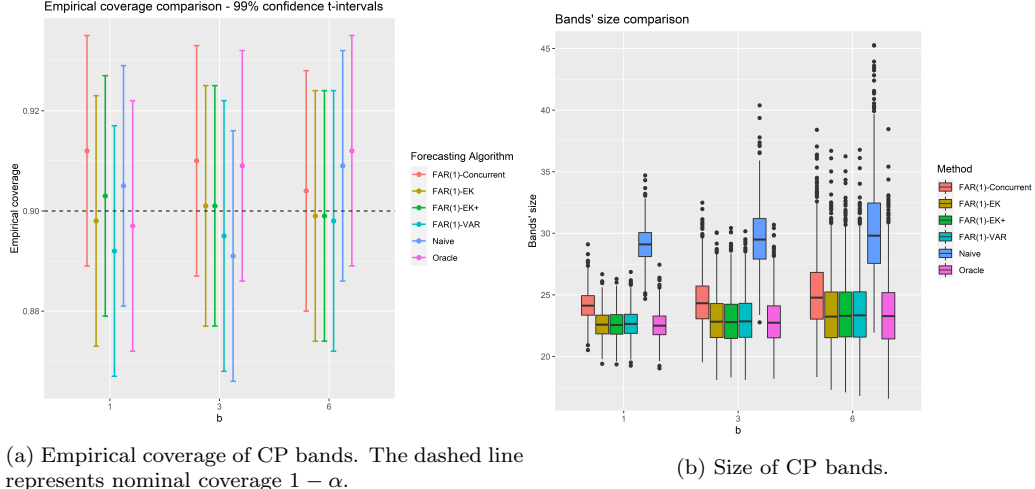 Empirical coverage comparison - 99% confidence t-intervals
Empirical coverage
0.92
0.90
0.88
1
3
6
b
Forecasting Algorithm
FAR(1)-Concurrent
FAR(1)-EK
FAR(1)-EK+
FAR(1)-VAR
Naive
Oracle
(a) Empirical coverage of CP bands. The dashed line
represents nominal coverage 1 − α.
Bands' size comparison
Bands' size
45
40
35
30
25
20
1
3
6
b
Method
FAR(1)-Concurrent
FAR(1)-EK
FAR(1)-EK+
FAR(1)-VAR
Naive
Oracle
(b) Size of CP bands.